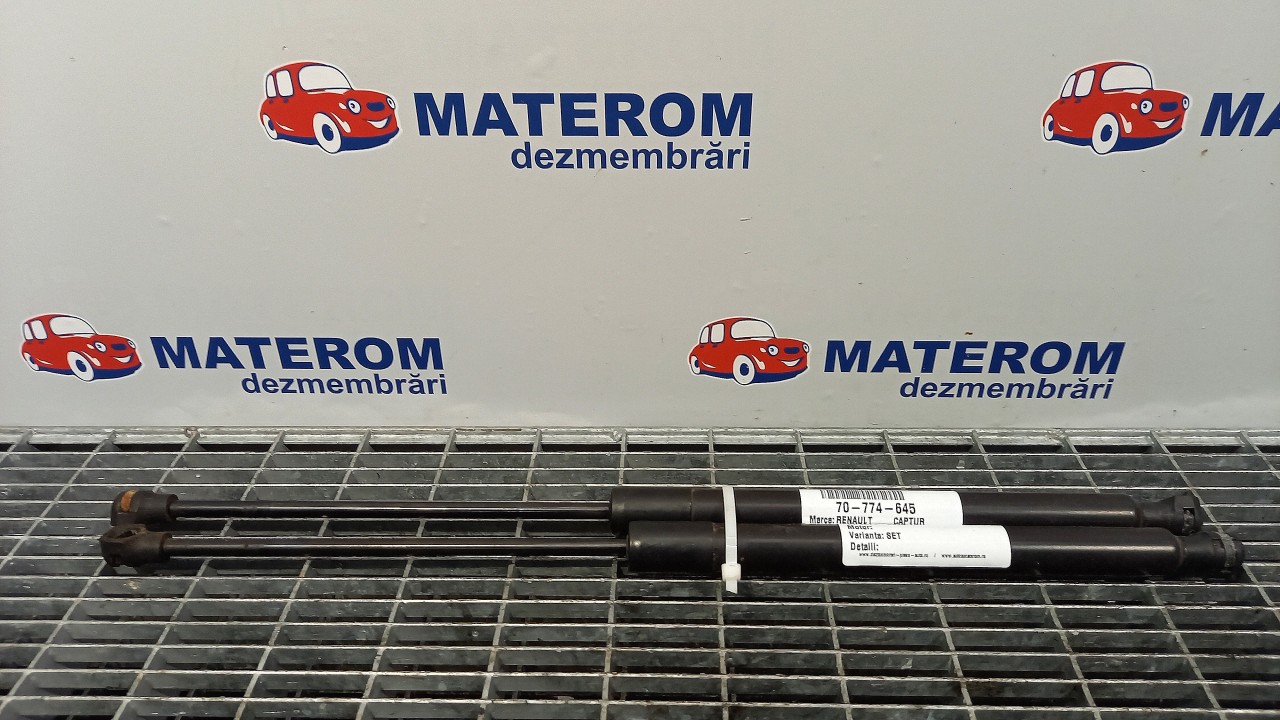 MATEROM
dezmembrări
MA
MATEROM
dezmembrări
MATEROM
dezmembrări
70-774-645
Marca: RENAULT CAPTUR
Motor:
Varianta: SET
Detalii: